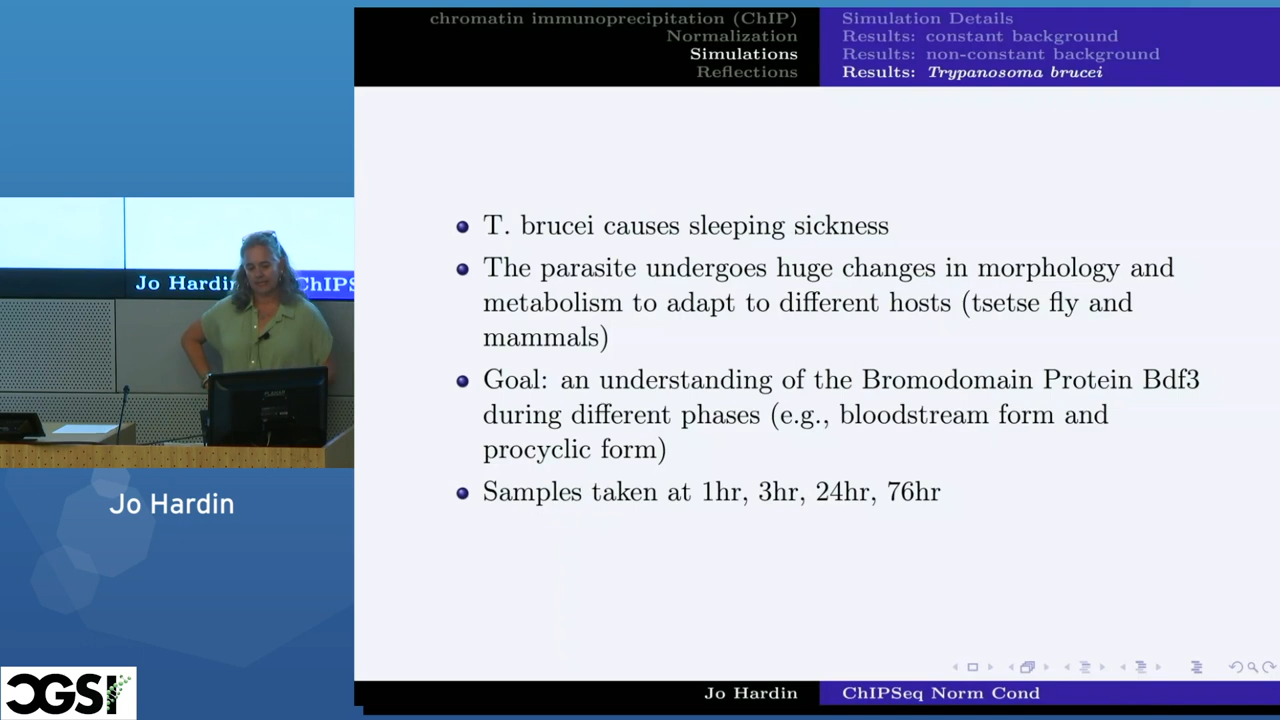 chromatin immunoprecipitation (ChIP)
Normalization
Simulations
Reflections
Simulation Details
Results: constant background
Results: non-constant background
Results: Trypanosoma brucei
T. brucei causes sleeping sickness
The parasite undergoes huge changes in morphology and
metabolism to adapt to different hosts (tsetse fly and
mammals)
Goal: an understanding of the Bromodomain Protein Bdf3
during different phases (e.g., bloodstream form and
procyclic form)
Samples taken at 1hr, 3hr, 24hr, 76hr
Jo Hardin
ChIPSeq Norm Cond
Jo Hardin
ChIPS
Jo Hardin
CGSI